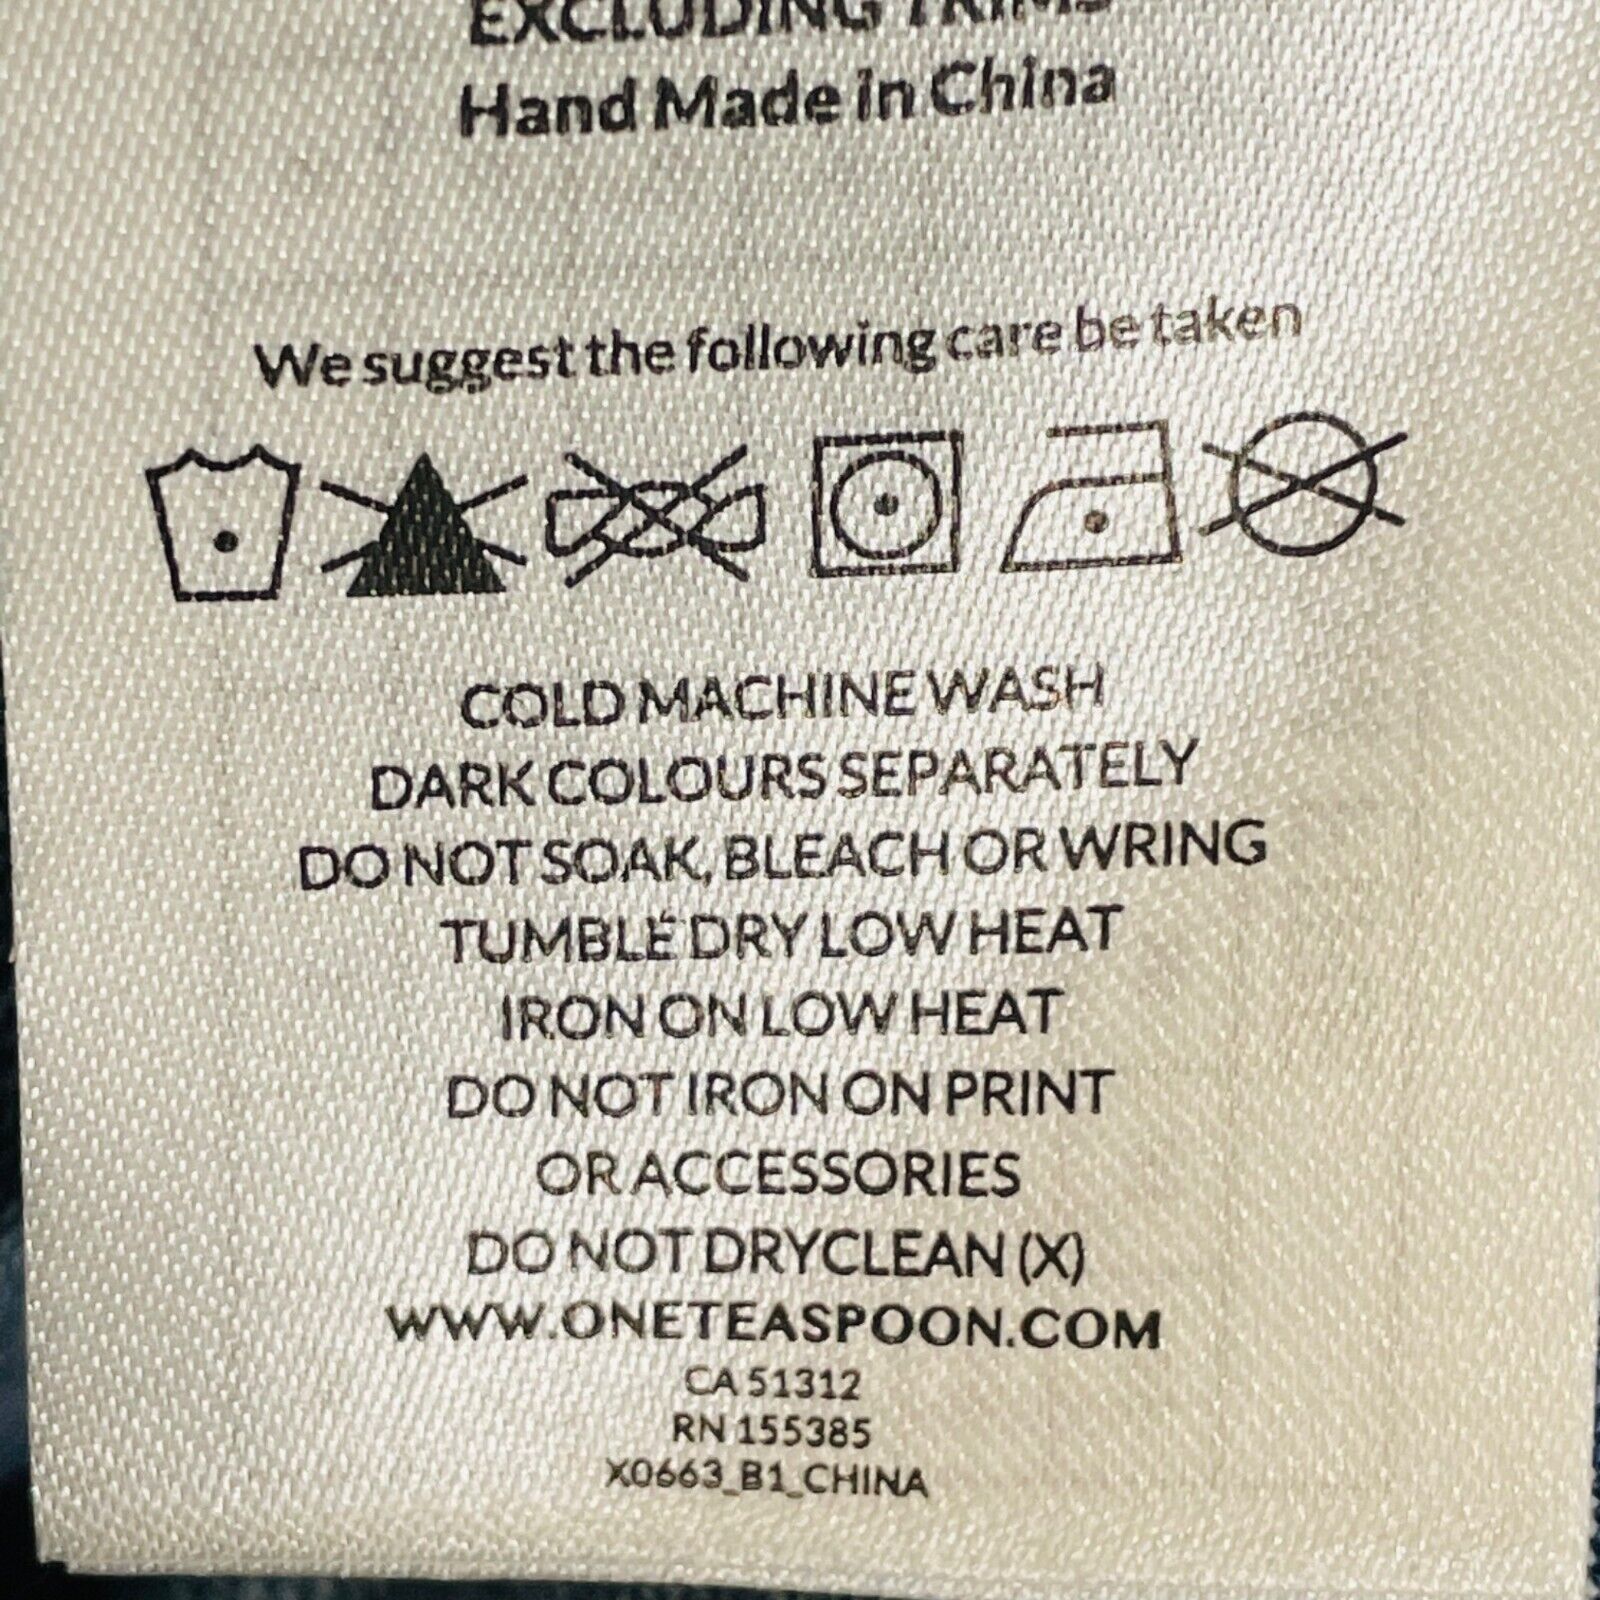 EXCLUDING TRIMS
Hand Made in China
We suggest the following care be taken
COLD MACHINE WASH
DARK COLOURS SEPARATELY
DO NOT SOAK, BLEACH OR WRING
TUMBLE DRY LOW HEAT
IRON ON LOW HEAT
DO NOT IRON ON PRINT
OR ACCESSORIES
DO NOT DRYCLEAN (X)
WWW.ONETEASPOON.COM
CA 51312
RN 155385
X0663_B1_CHINA